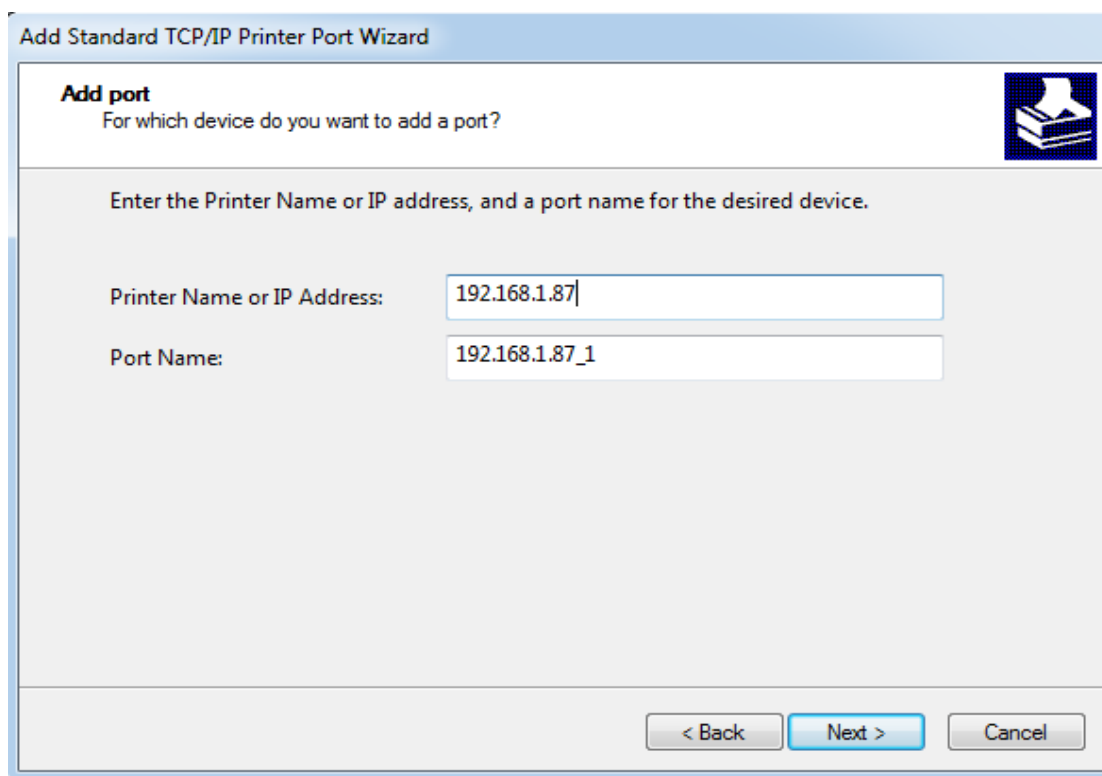 Add Standard TCP/IP Printer Port Wizard
Add port
For which device do you want to add a port?
Enter the Printer Name or IP address, and a port name for the desired device.
Printer Name or IP Address: 192.168.1.87
Port Name: 192.168.1.87_1
< Back Next > Cancel